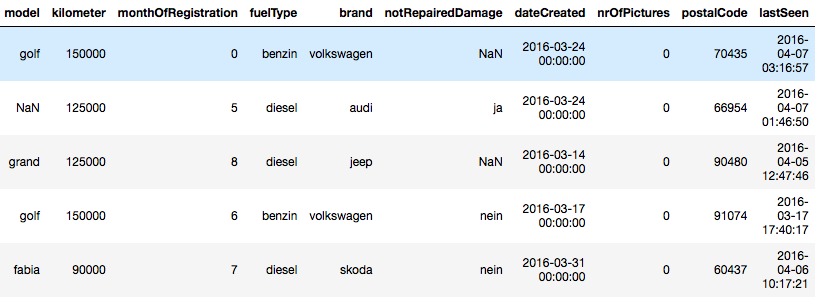 model kilometer monthOfRegistration fuelType brand notRepairedDamage dateCreated nrOfPictures postalCode lastSeen
golf 150000 0 benzin volkswagen NaN 2016-03-24 00:00:00 0 70435 2016-04-07 03:16:57
NaN 125000 5 diesel audi ja 2016-03-24 00:00:00 0 66954 2016-04-07 01:46:50
grand 125000 8 diesel jeep NaN 2016-03-14 00:00:00 0 90480 2016-04-05 12:47:46
golf 150000 6 benzin volkswagen nein 2016-03-17 00:00:00 0 91074 2016-03-17 17:40:17
fabia 90000 7 diesel skoda nein 2016-03-31 00:00:00 0 60437 2016-04-06 10:17:21